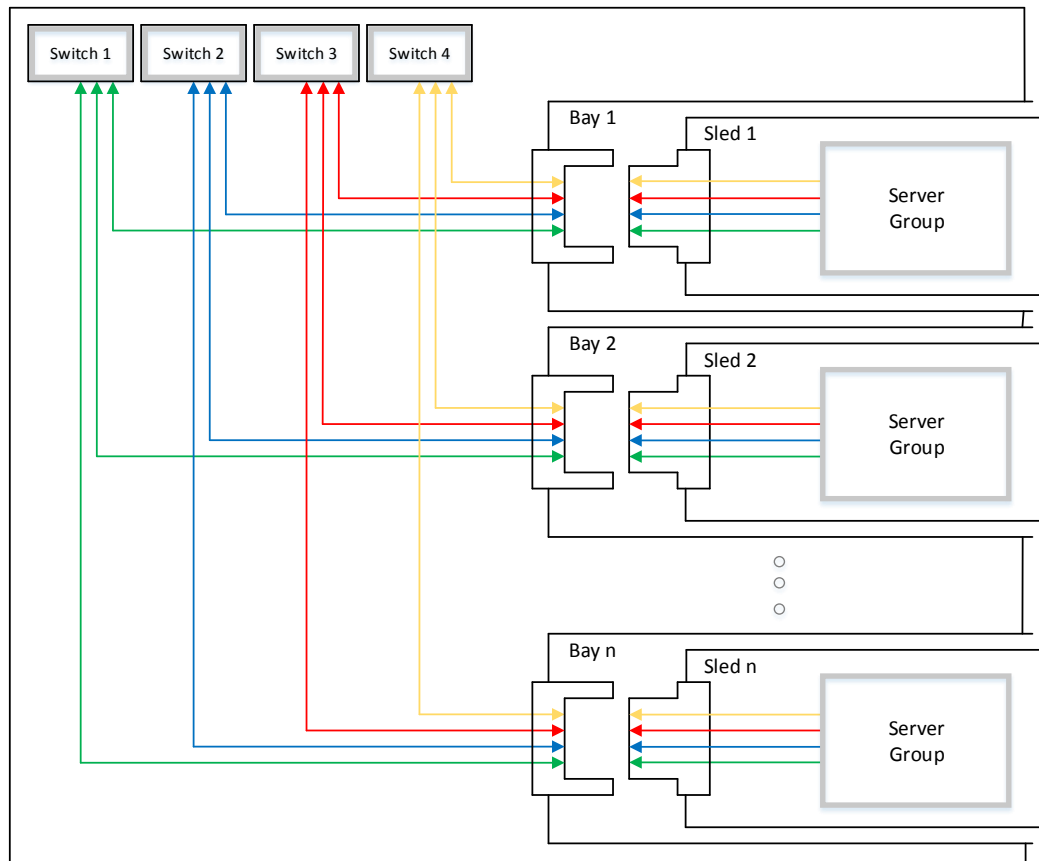 Switch 1
Switch 2
Switch 3
Switch 4
Bay 1
Sled 1
Server
Group
Bay 2
Sled 2
Server
Group
Bay n
Sled n
Server
Group